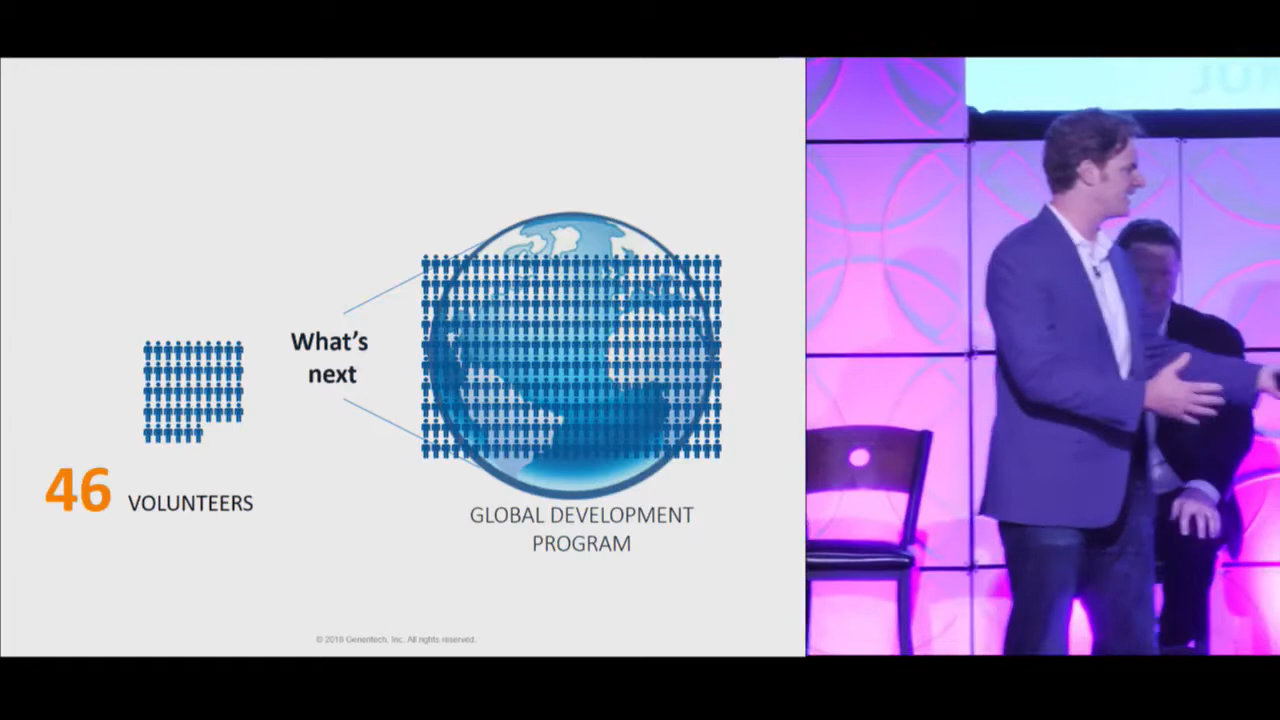 What's
next
46 VOLUNTEERS
GLOBAL DEVELOPMENT
PROGRAM
© 2018 Genentech, Inc. All rights reserved.